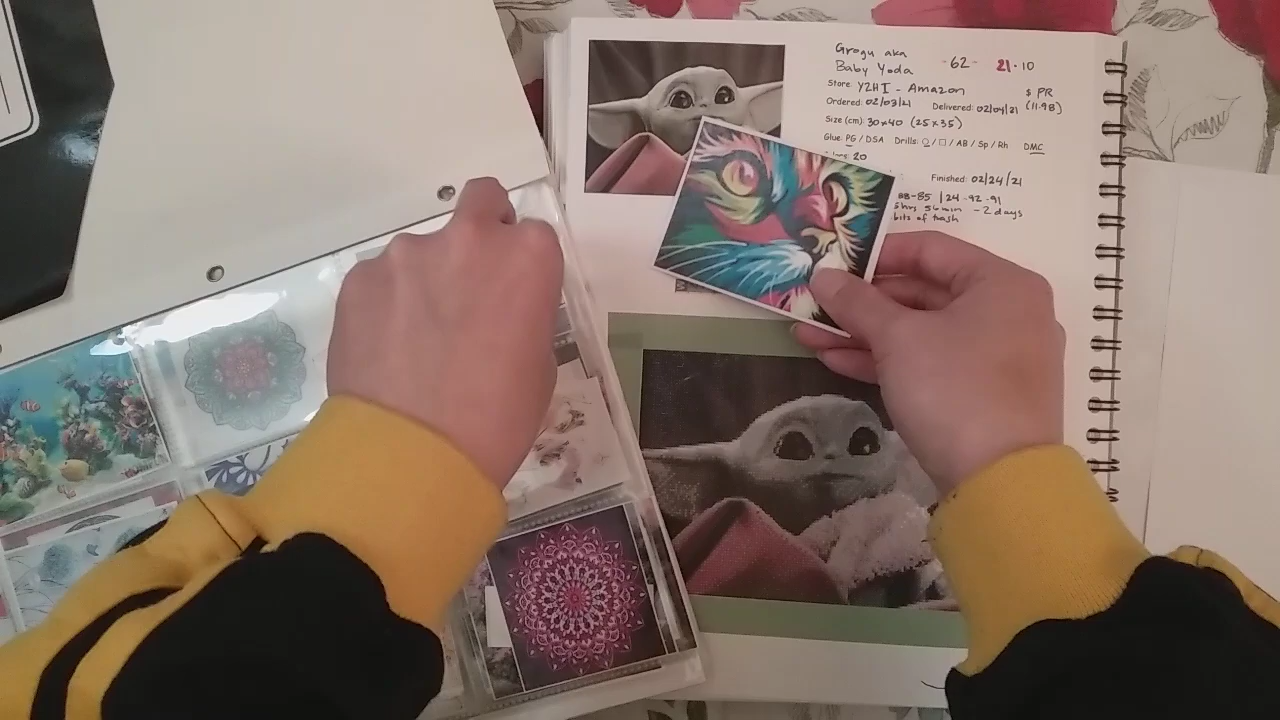 Grogu aka
Baby Yoda
-62- 21.10
Store Y2HI - Amazon $ PR
Ordered: 02/03/21 Delivered: 02/04/21 (11.98)
Size (cm): 30x40 (25x35)
Glue: PG / DSA Drills: O / □ / AB / Sp / Rh DMC
20
Finished: 02/24/21
88-85 | 24-92-91
5hrs 56min - 2 days
bits of trash